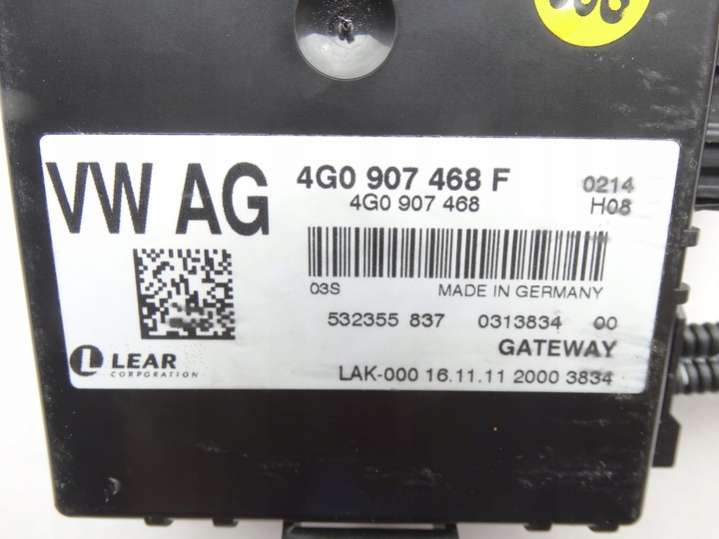 VW AG
4G0 907 468 F 0214
4G0 907 468 H08
03S MADE IN GERMANY
532355 837 0313834 00
GATEWAY
LEAR
CORPORATION
LAK-000 16.11.11 2000 3834